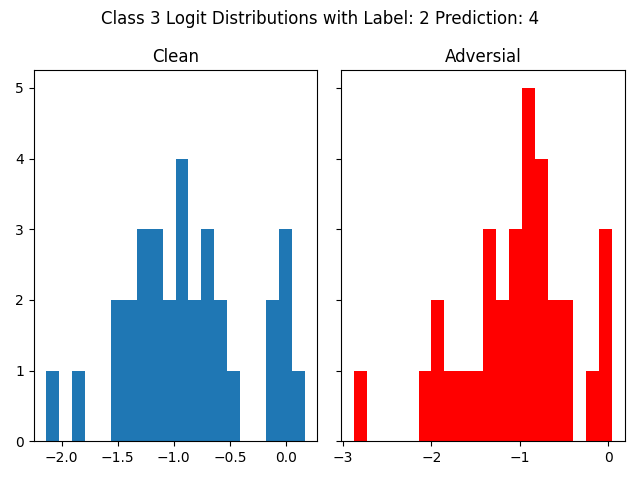 Class 3 Logit Distributions with Label: 2 Prediction: 4
Clean
Adversial
5
4
3
2
1
0
−2.0 −1.5 −1.0 −0.5 0.0
−3 −2 −1 0